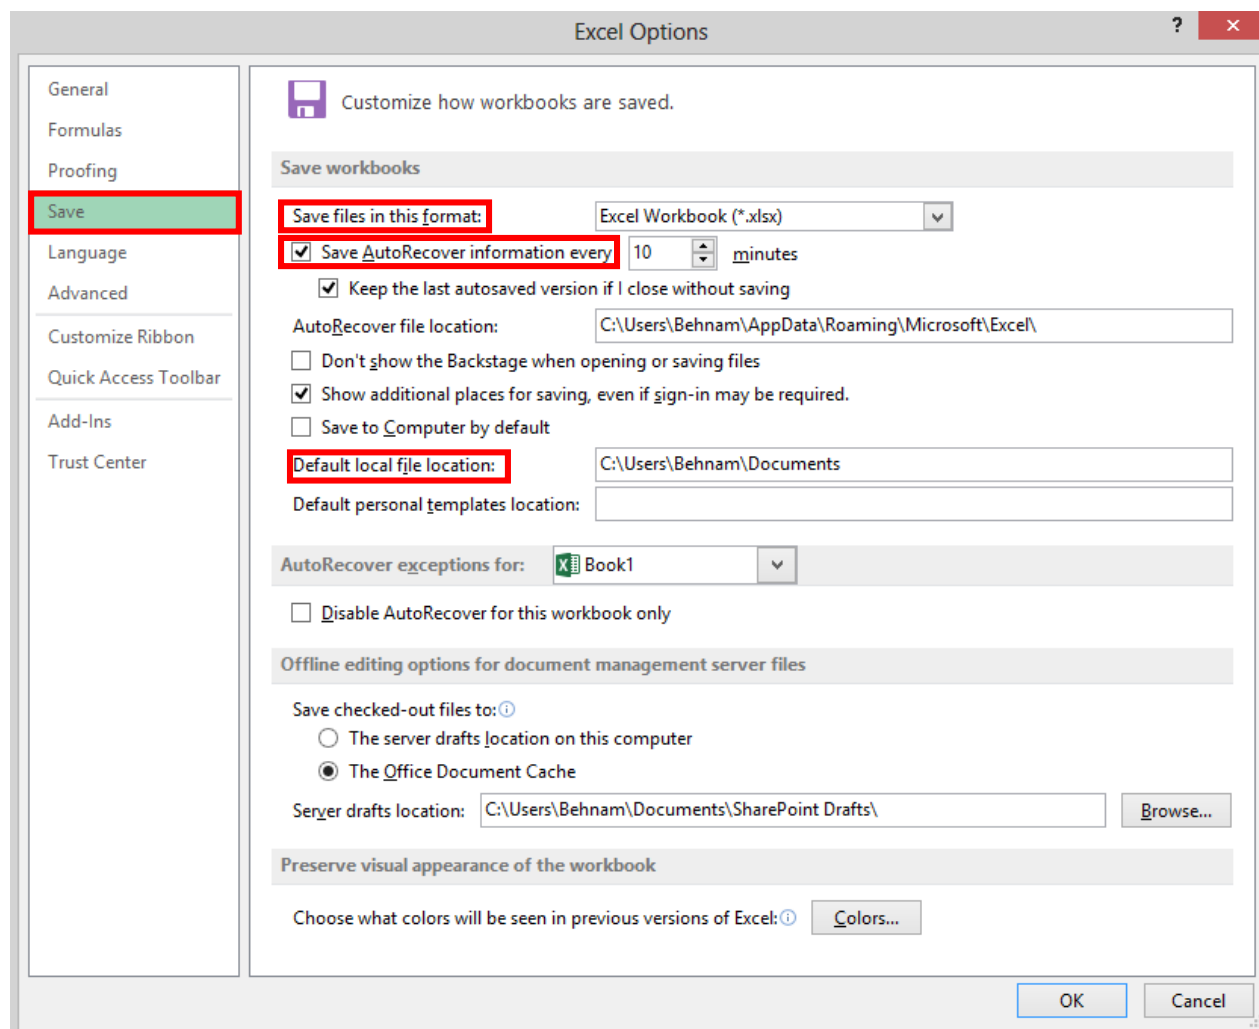 Excel Options
?
General
Formulas
Proofing
Save
Language
Advanced
Customize Ribbon
Quick Access Toolbar
Add-Ins
Trust Center
Customize how workbooks are saved.
Save workbooks
Save files in this format: Excel Workbook (*.xlsx)
Save AutoRecover information every 10 minutes
Keep the last autosaved version if I close without saving
AutoRecover file location: C:\Users\Behnam\AppData\Roaming\Microsoft\Excel\
Don't show the Backstage when opening or saving files
Show additional places for saving, even if sign-in may be required.
Save to Computer by default
Default local file location: C:\Users\Behnam\Documents
Default personal templates location:
AutoRecover exceptions for: Book1
Disable AutoRecover for this workbook only
Offline editing options for document management server files
Save checked-out files to:
The server drafts location on this computer
The Office Document Cache
Server drafts location: C:\Users\Behnam\Documents\SharePoint Drafts\ Browse...
Preserve visual appearance of the workbook
Choose what colors will be seen in previous versions of Excel: Colors...
OK Cancel